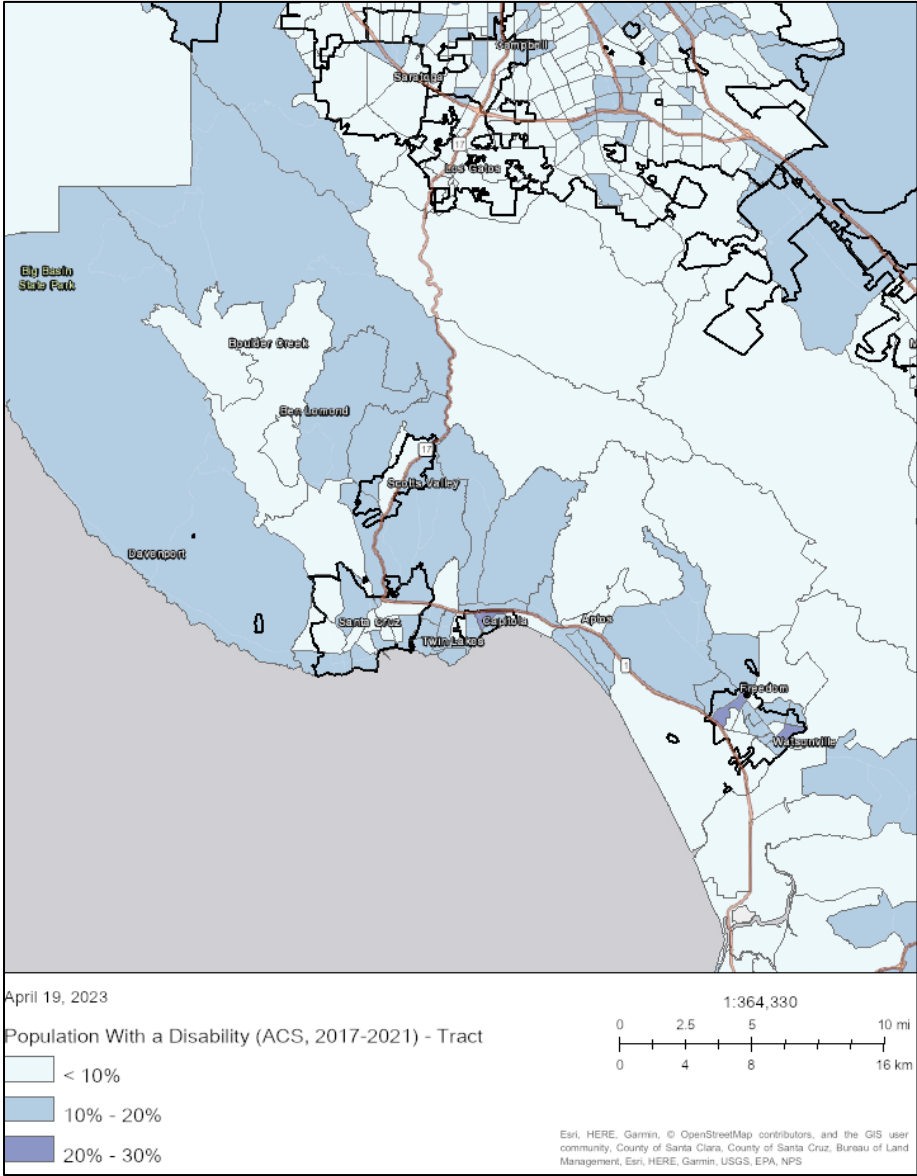 Campbell
Saratoga
17
Los Gatos
Big Basin
State Park
Boulder Creek
M
Ben Lomond
17
Scotts Valley
Davenport
Santa Cruz
Capitola
Aptos
Twin Lakes
1
Freedom
Watsonville
April 19, 2023
1:364,330
Population With a Disability (ACS, 2017-2021) - Tract
0 2.5 5 10 mi
0 4 8 16 km
< 10%
10% - 20%
20% - 30%
Esri, HERE, Garmin, © OpenStreetMap contributors, and the GIS user
community, County of Santa Clara, County of Santa Cruz, Bureau of Land
Management, Esri, HERE, Garmin, USGS, EPA, NPS